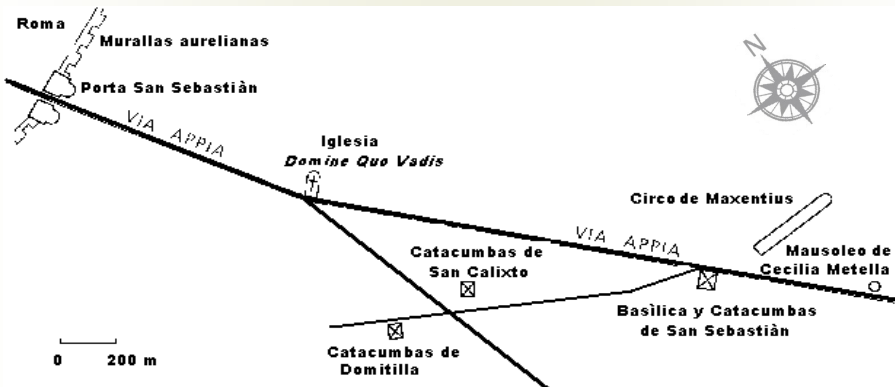 Roma
Murallas aurelianas
Porta San Sebastiàn
VIA APPIA
Iglesia
Domine Quo Vadis
N
Circo de Maxentius
VIA APPIA
Mausoleo de
Cecilia Metella
Catacumbas de
San Calixto
Basìlica y Catacumbas
de San Sebastiàn
Catacumbas de
Domitilla
0 200 m